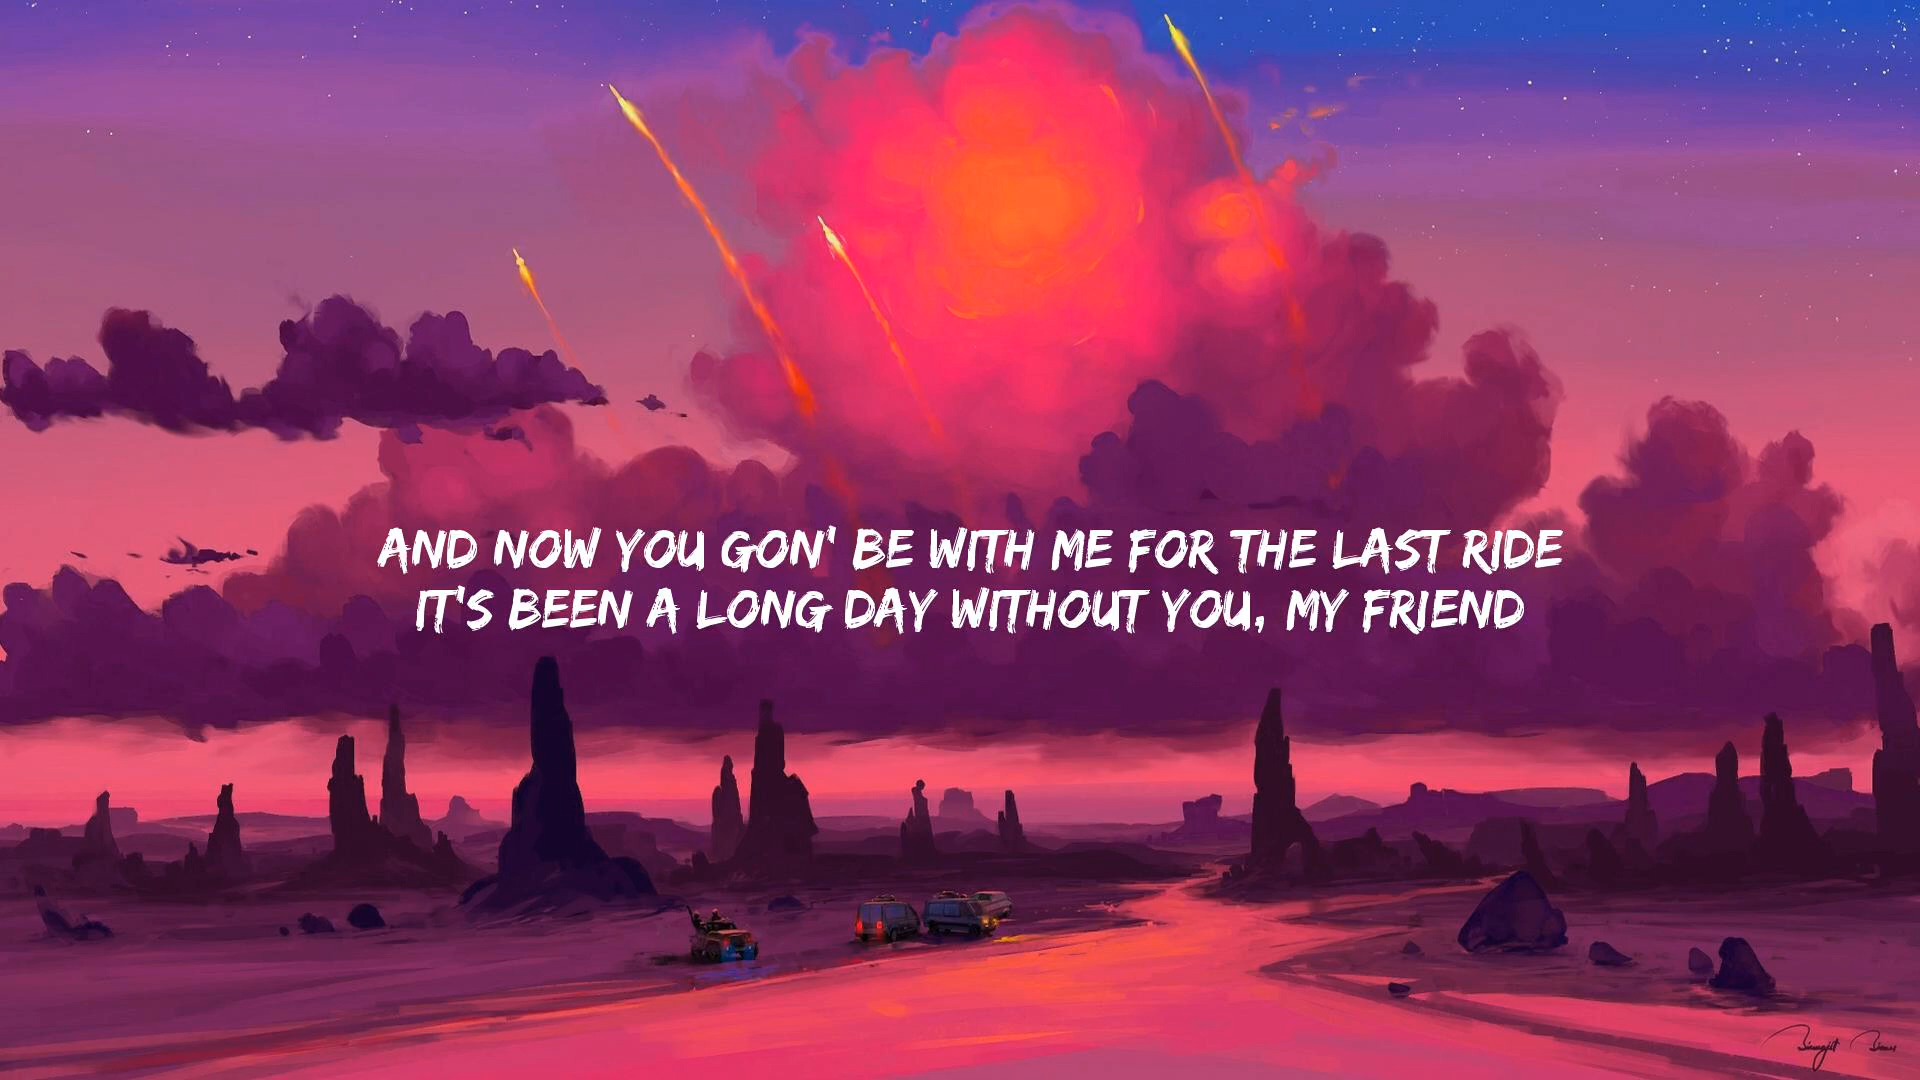 AND NOW YOU GON' BE WITH ME FOR THE LAST RIDE
IT'S BEEN A LONG DAY WITHOUT YOU, MY FRIEND